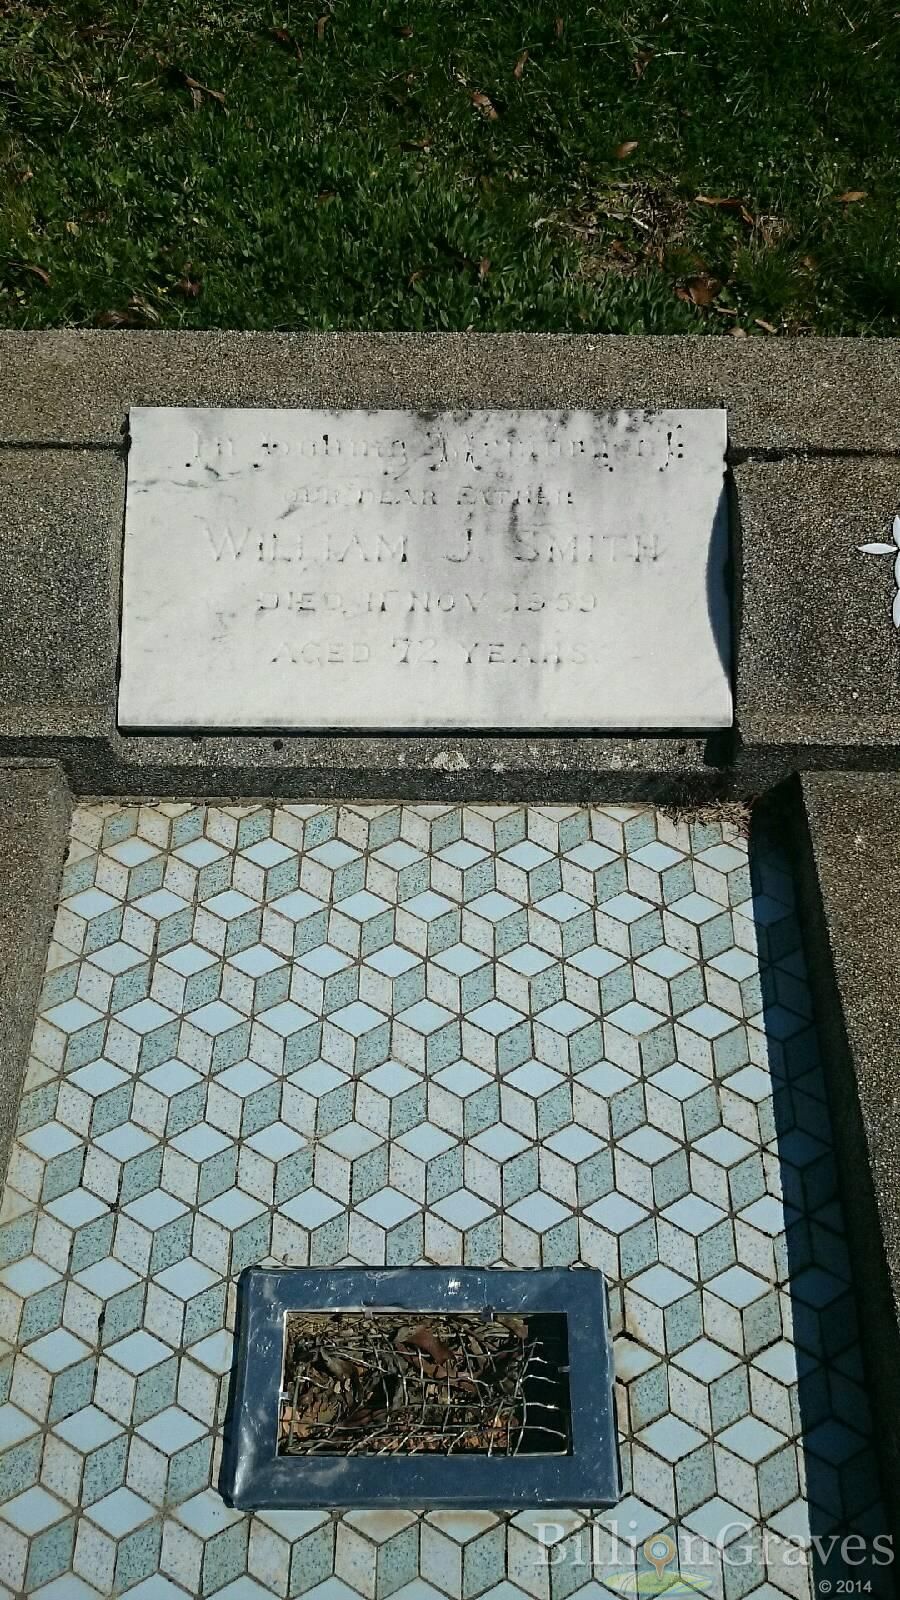 In Loving Memory of
OUR DEAR FATHER
WILLIAM J. SMITH
DIED 11 NOV 1959
AGED 72 YEARS.
BillionGraves
© 2014